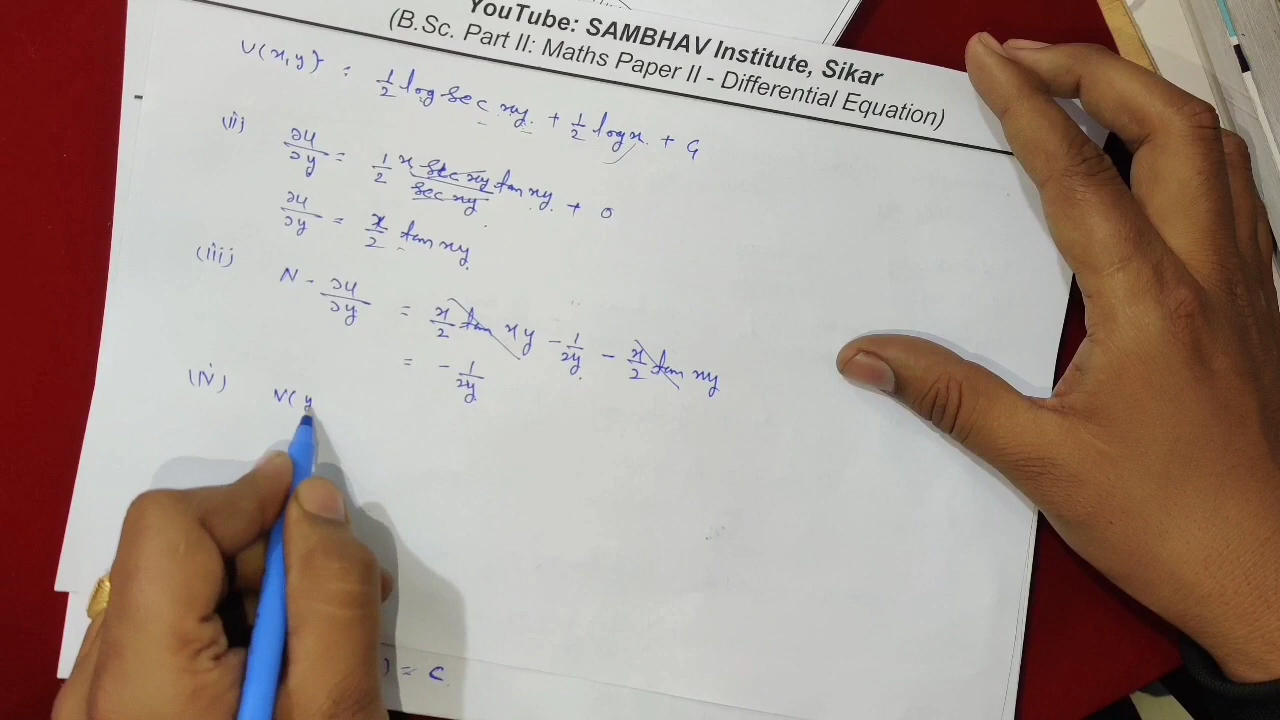 YouTube: SAMBHAV Institute, Sikar
(B.Sc. Part II: Maths Paper II - Differential Equation)
U(x,y) = 1/2 log sec xy + 1/2 log x + C₁
(ii) ∂U/∂y = 1/2 x sec xy tan xy / sec xy + 0
∂U/∂y = x/2 tan xy
(iii) N - ∂U/∂y = x/2 tan xy - 1/2y - x/2 tan xy
= - 1/2y
(iv) V( y
) = C